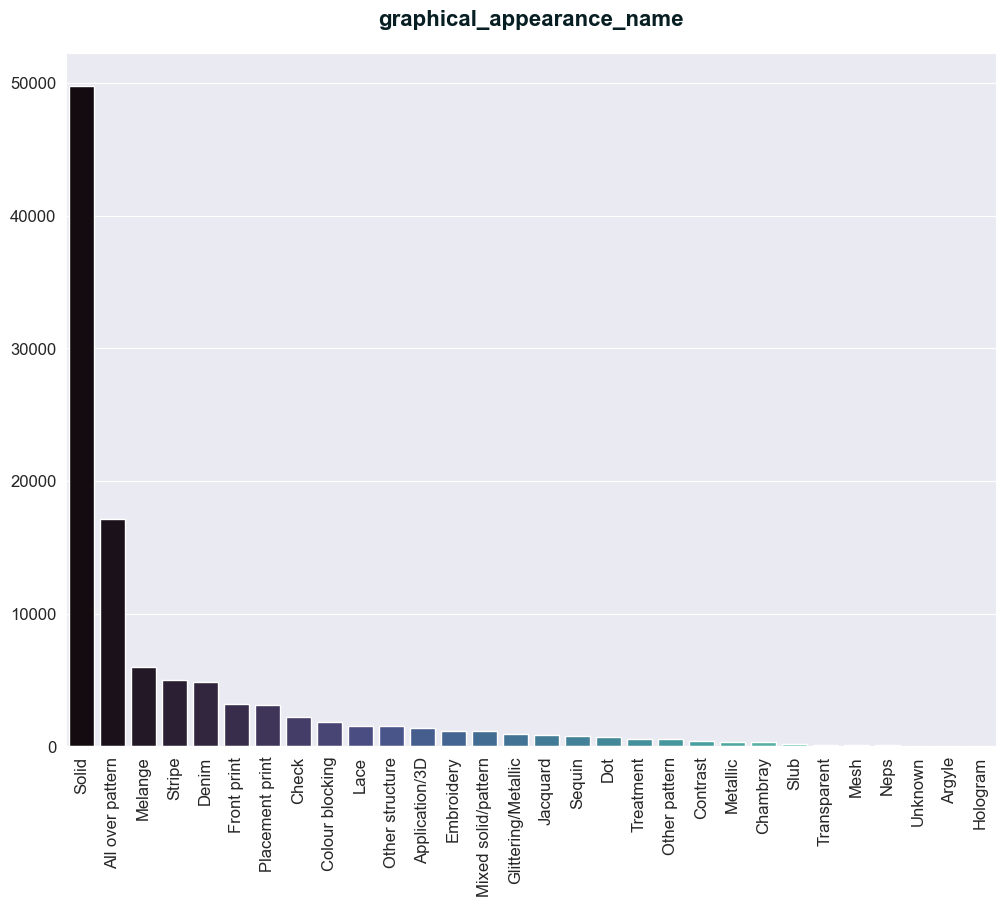 graphical_appearance_name
50000
40000
30000
20000
10000
0
Solid
All over pattern
Melange
Stripe
Denim
Front print
Placement print
Check
Colour blocking
Lace
Other structure
Application/3D
Embroidery
Mixed solid/pattern
Glittering/Metallic
Jacquard
Sequin
Dot
Treatment
Other pattern
Contrast
Metallic
Chambray
Slub
Transparent
Mesh
Neps
Unknown
Argyle
Hologram